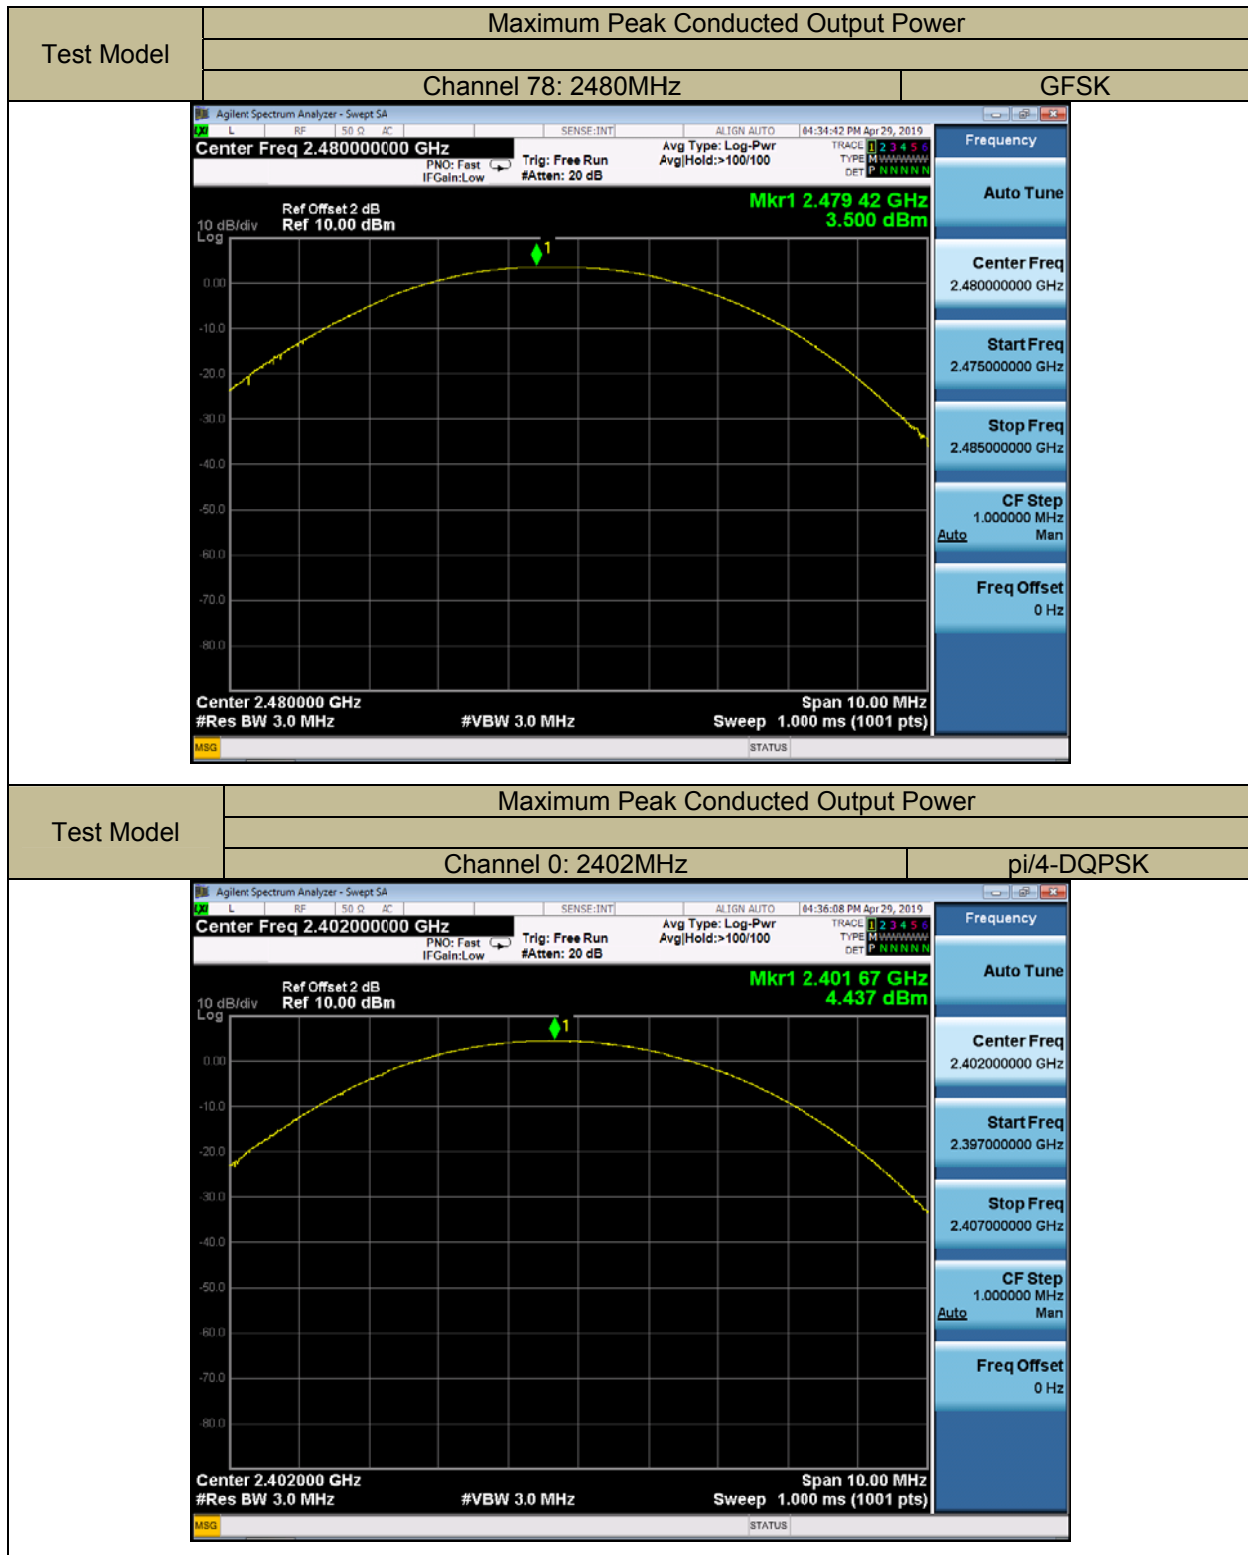 Maximum Peak Conducted Output Power
Test Model
Channel 78: 2480MHz GFSK
Agilent Spectrum Analyzer - Swept SA
LXI L RF 50 Ω AC SENSE:INT ALIGN AUTO 04:34:42 PM Apr 29, 2019
Center Freq 2.480000000 GHz
PNO: Fast
IFGain:Low
Trig: Free Run
#Atten: 20 dB
Avg Type: Log-Pwr
Avg|Hold:>100/100
TRACE 1 2 3 4 5 6
TYPE M WWWWW
DET P N N N N N
Mkr1 2.479 42 GHz
3.500 dBm
Ref Offset 2 dB
10 dB/div Ref 10.00 dBm
Log
1
0.00
-10.0
-20.0
-30.0
-40.0
-50.0
-60.0
-70.0
-80.0
Center 2.480000 GHz Span 10.00 MHz
#Res BW 3.0 MHz #VBW 3.0 MHz Sweep 1.000 ms (1001 pts)
MSG STATUS
Frequency
Auto Tune
Center Freq
2.480000000 GHz
Start Freq
2.475000000 GHz
Stop Freq
2.485000000 GHz
CF Step
1.000000 MHz
Auto Man
Freq Offset
0 Hz
Maximum Peak Conducted Output Power
Test Model
Channel 0: 2402MHz pi/4-DQPSK
Agilent Spectrum Analyzer - Swept SA
LXI L RF 50 Ω AC SENSE:INT ALIGN AUTO 04:36:08 PM Apr 29, 2019
Center Freq 2.402000000 GHz
PNO: Fast
IFGain:Low
Trig: Free Run
#Atten: 20 dB
Avg Type: Log-Pwr
Avg|Hold:>100/100
TRACE 1 2 3 4 5 6
TYPE M WWWWW
DET P N N N N N
Mkr1 2.401 67 GHz
4.437 dBm
Ref Offset 2 dB
10 dB/div Ref 10.00 dBm
Log
1
0.00
-10.0
-20.0
-30.0
-40.0
-50.0
-60.0
-70.0
-80.0
Center 2.402000 GHz Span 10.00 MHz
#Res BW 3.0 MHz #VBW 3.0 MHz Sweep 1.000 ms (1001 pts)
MSG STATUS
Frequency
Auto Tune
Center Freq
2.402000000 GHz
Start Freq
2.397000000 GHz
Stop Freq
2.407000000 GHz
CF Step
1.000000 MHz
Auto Man
Freq Offset
0 Hz